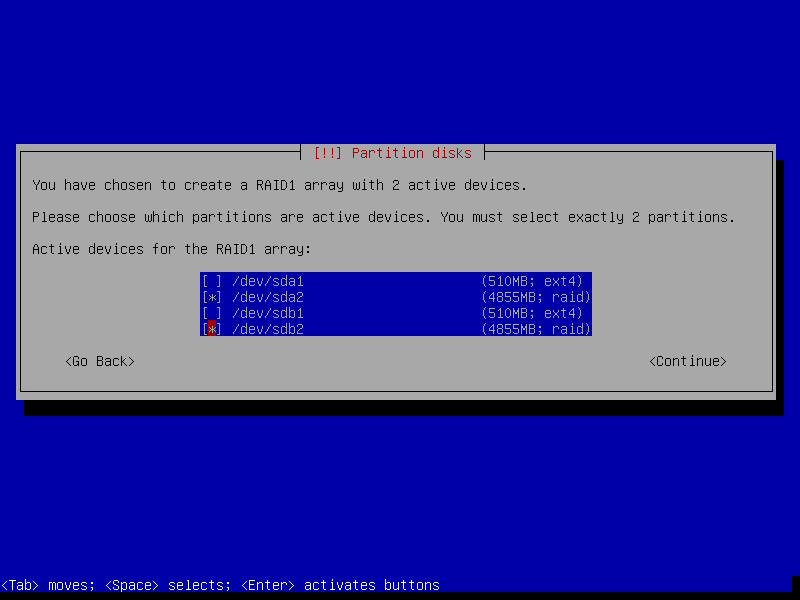 [!!] Partition disks
You have chosen to create a RAID1 array with 2 active devices.
Please choose which partitions are active devices. You must select exactly 2 partitions.
Active devices for the RAID1 array:
[ ] /dev/sda1 (510MB; ext4)
[*] /dev/sda2 (4855MB; raid)
[ ] /dev/sdb1 (510MB; ext4)
[*] /dev/sdb2 (4855MB; raid)
<Go Back> <Continue>
<Tab> moves; <Space> selects; <Enter> activates buttons